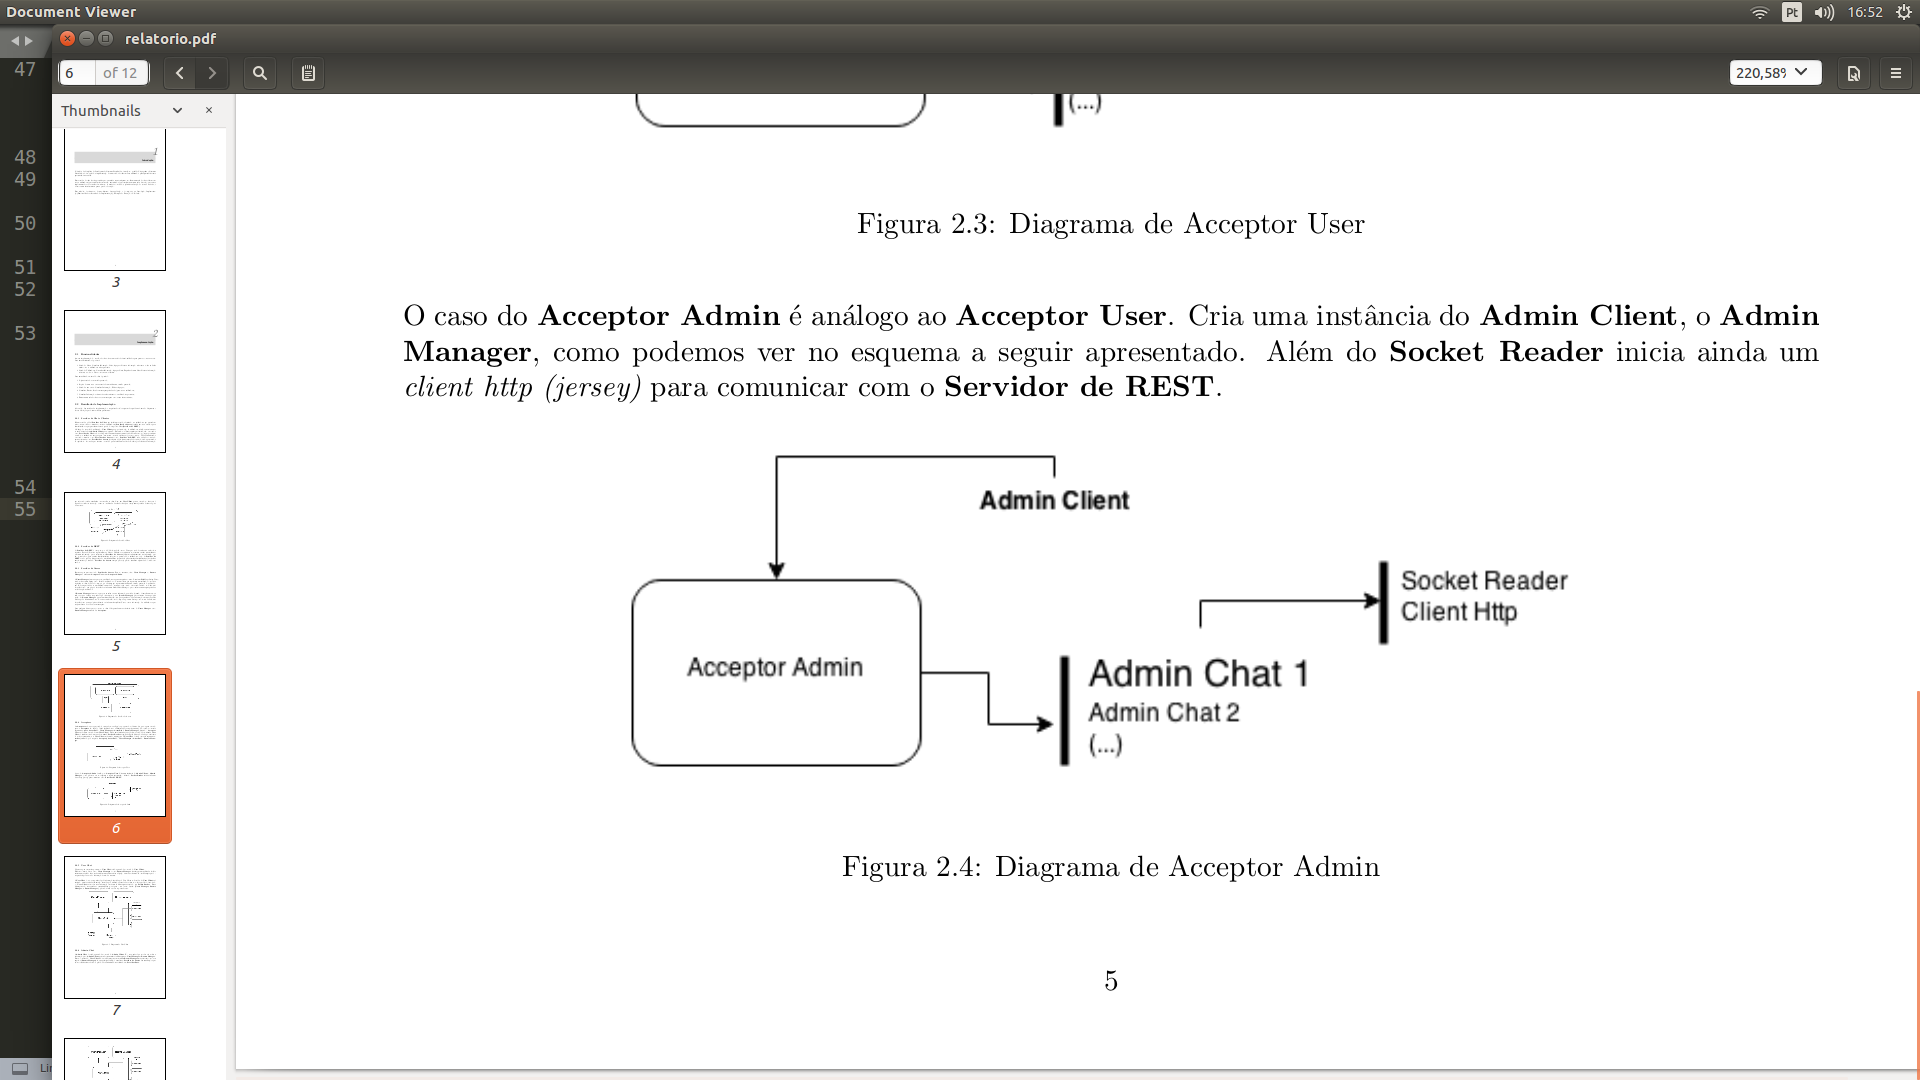 Document Viewer
Pt
16:52
relatorio.pdf
6 of 12
220,58%
Thumbnails
47
48
49
50
51
52
53
54
55
3
4
5
6
7
(...)
Figura 2.3: Diagrama de Acceptor User
O caso do Acceptor Admin é análogo ao Acceptor User. Cria uma instância do Admin Client, o Admin
Manager, como podemos ver no esquema a seguir apresentado. Além do Socket Reader inicia ainda um
client http (jersey) para comunicar com o Servidor de REST.
Admin Client
Socket Reader
Client Http
Acceptor Admin
Admin Chat 1
Admin Chat 2
(...)
Figura 2.4: Diagrama de Acceptor Admin
5